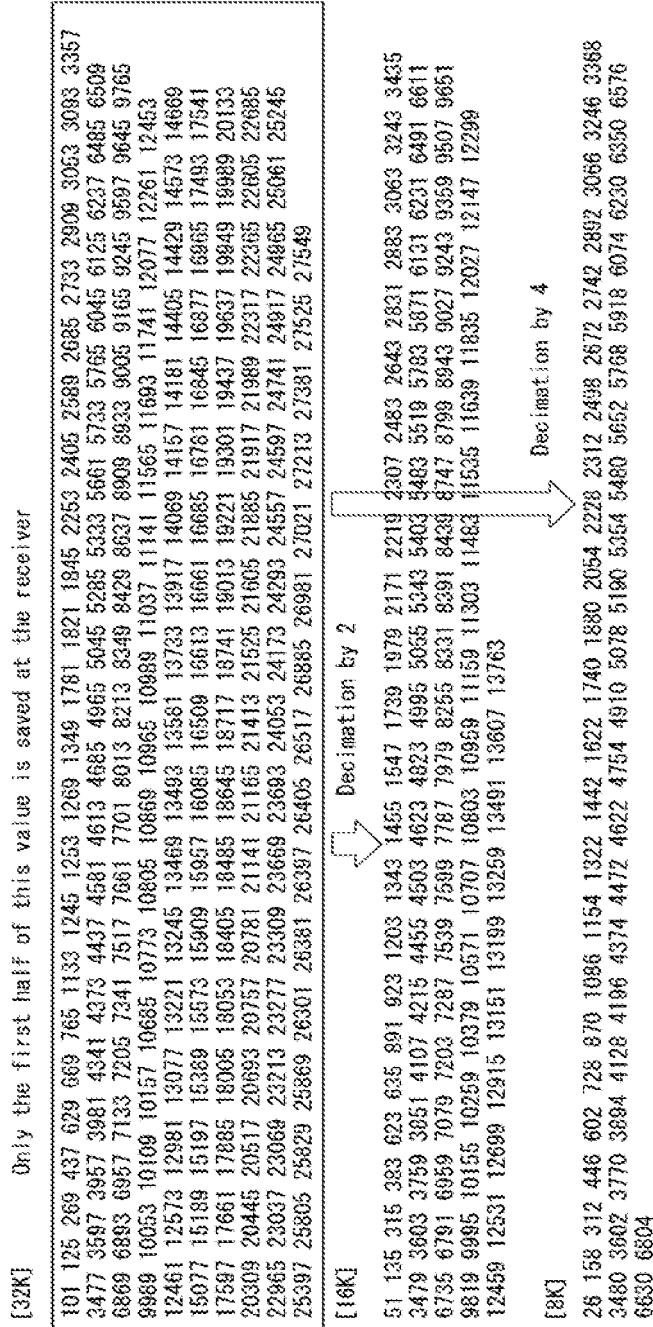 [32K]
Only the first half of this value is saved at the receiver
101 125 269 437 629 669 765 1133 1245 1253 1269 1349 1781 1821 1845 2253 2405 2589 2685 2733 2909 3053 3093 3357
3477 3597 3957 3981 4341 4373 4437 4581 4613 4685 4965 5045 5285 5333 5661 5733 5765 6045 6125 6237 6485 6509
6869 6893 6957 7133 7205 7341 7517 7661 7701 8013 8213 8349 8429 8637 8909 8933 9005 9165 9245 9597 9645 9765
9989 10053 10109 10157 10685 10773 10805 10869 10965 10989 11037 11141 11565 11693 11741 12077 12261 12453
12461 12573 12981 13077 13221 13245 13469 13493 13581 13733 13917 14069 14157 14181 14405 14429 14573 14669
15077 15189 15197 15389 15573 15909 15957 16085 16509 16613 16661 16685 16781 16845 16877 16965 17493 17541
17597 17661 17885 18005 18053 18405 18485 18645 18717 18741 19013 19221 19301 19437 19637 19849 19989 20133
20309 20445 20517 20693 20757 20781 21141 21165 21413 21525 21605 21885 21917 21989 22317 22365 22605 22685
22965 23037 23069 23213 23277 23309 23669 23693 24053 24173 24293 24557 24597 24741 24917 24965 25061 25245
25397 25805 25829 25869 26301 26381 26397 26405 26517 26885 26981 27021 27213 27381 27525 27549
[16K]
Decimation by 2
51 135 315 383 623 635 891 923 1203 1343 1455 1547 1739 1979 2171 2219 2307 2483 2643 2831 2883 3063 3243 3435
3479 3603 3759 3851 4107 4215 4455 4503 4623 4823 4995 5065 5343 5403 5483 5519 5783 5871 6131 6231 6491 6611
6735 6791 6959 7079 7203 7287 7539 7599 7787 7979 8255 8331 8391 8439 8747 8799 8943 9027 9243 9359 9507 9651
9819 9995 10155 10259 10379 10571 10707 10803 10959 11159 11303 11483 11535 11639 11835 12027 12147 12299
12459 12531 12699 12915 13151 13199 13259 13491 13607 13763
[8K]
Decimation by 4
26 158 312 446 602 728 870 1086 1154 1322 1442 1622 1740 1880 2054 2228 2312 2498 2672 2742 2892 3066 3246 3368
3480 3602 3770 3894 4128 4196 4374 4472 4622 4754 4910 5078 5190 5354 5480 5652 5768 5918 6074 6230 6350 6576
6630 6804